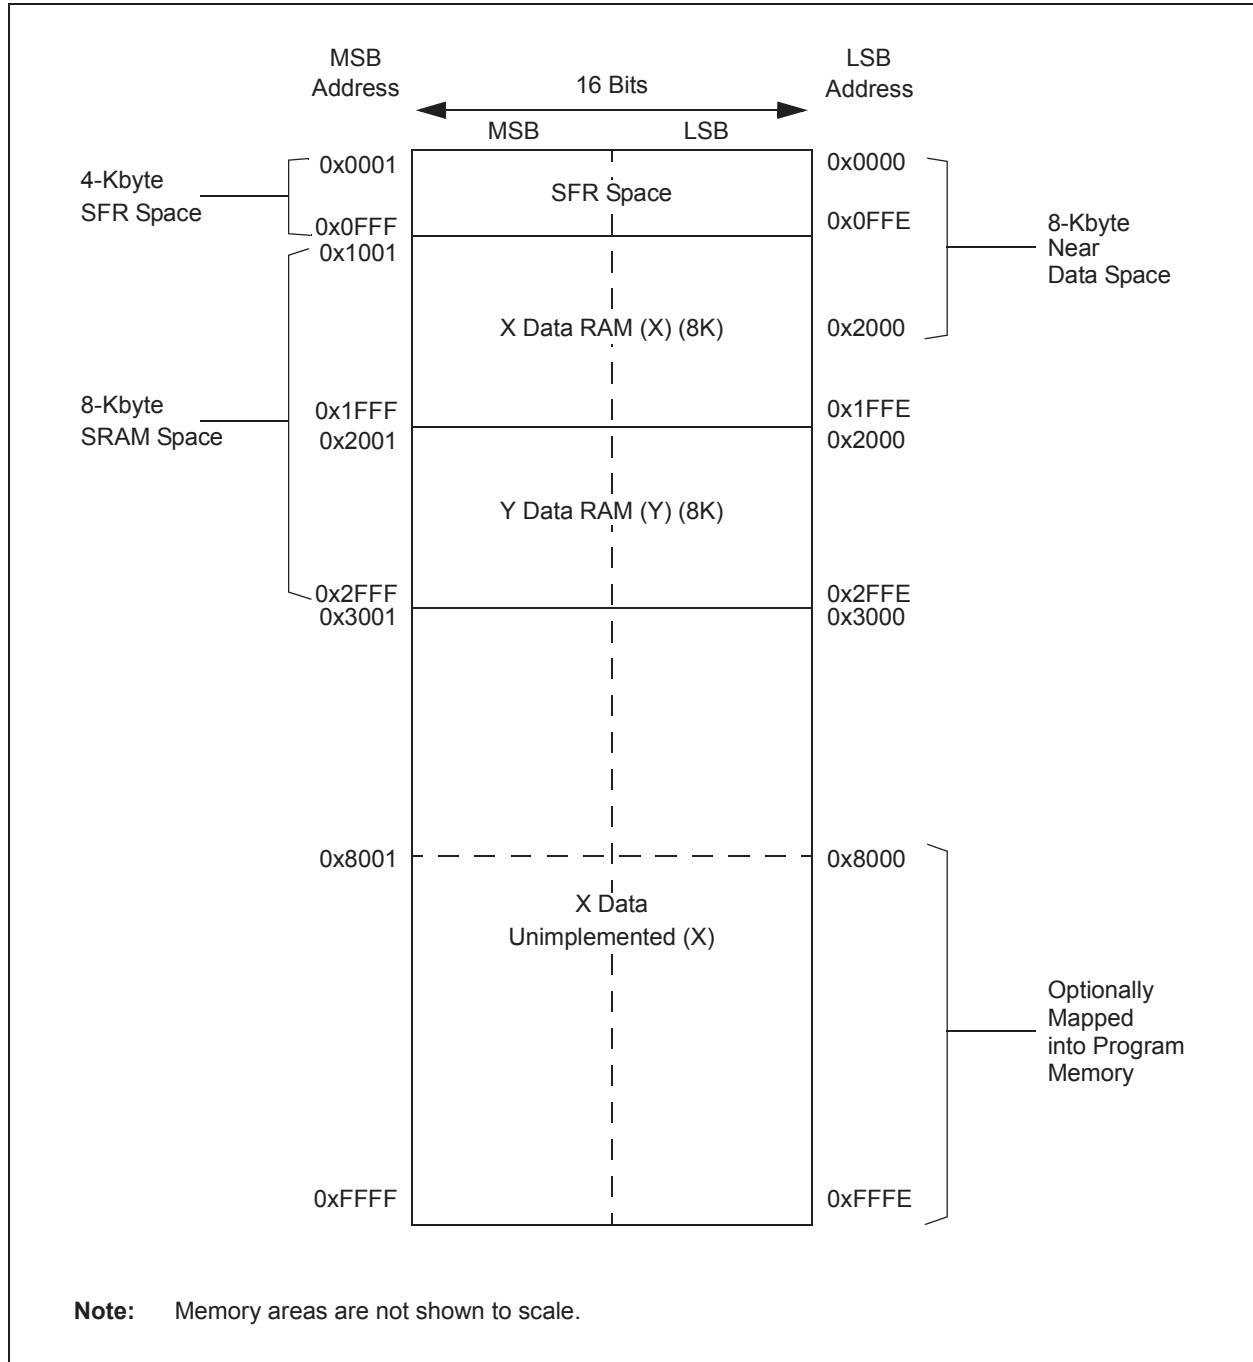 MSB
Address
LSB
Address
16 Bits
MSB
LSB
0x0001
0x0000
4-Kbyte
SFR Space
SFR Space
0x0FFF
0x0FFE
8-Kbyte
Near
Data Space
0x1001
X Data RAM (X) (8K)
0x2000
8-Kbyte
SRAM Space
0x1FFF
0x1FFE
0x2001
0x2000
Y Data RAM (Y) (8K)
0x2FFF
0x2FFE
0x3001
0x3000
0x8001
0x8000
X Data
Unimplemented (X)
Optionally
Mapped
into Program
Memory
0xFFFF
0xFFFE
Note: Memory areas are not shown to scale.